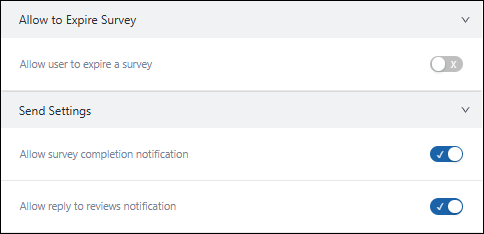 Allow to Expire Survey
Allow user to expire a survey
Send Settings
Allow survey completion notification
Allow reply to reviews notification